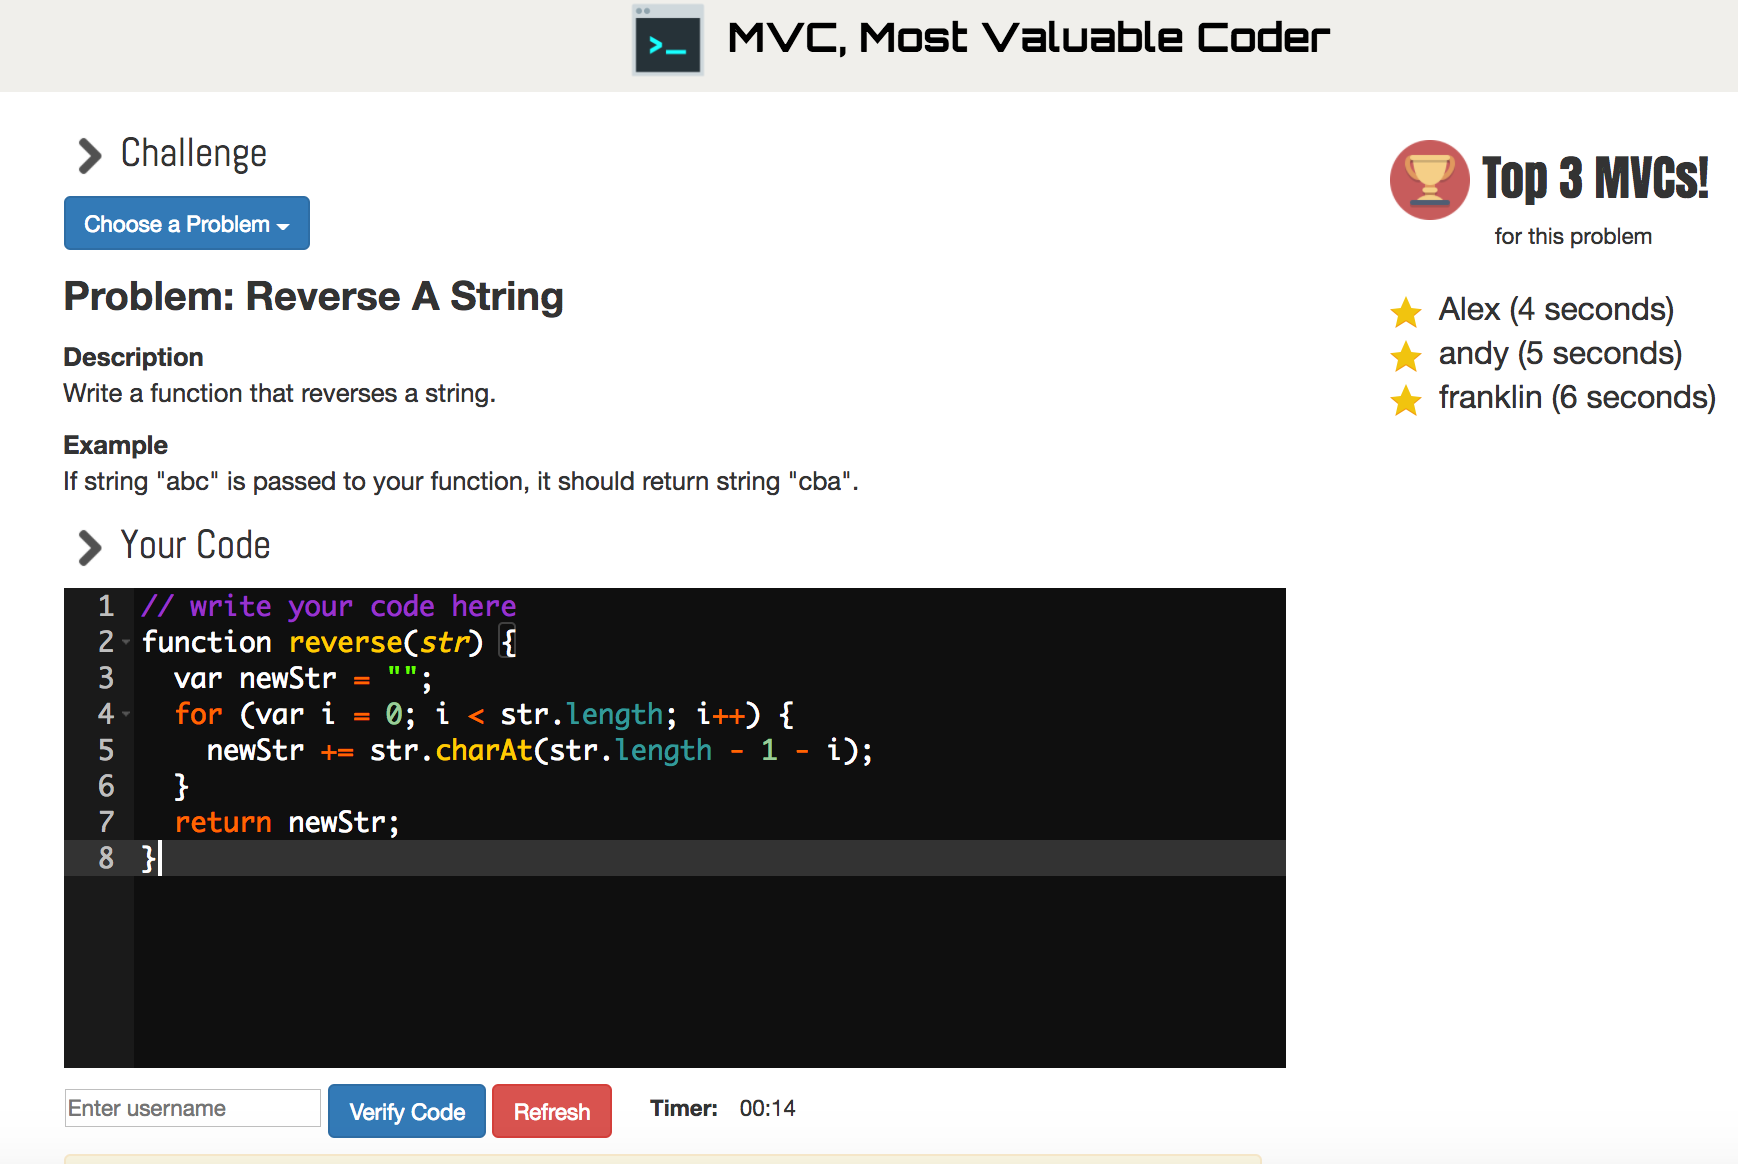 >_ MVC, Most Valuable Coder
Challenge
Choose a Problem
Problem: Reverse A String
Description
Write a function that reverses a string.
Example
If string "abc" is passed to your function, it should return string "cba".
Your Code
1 // write your code here
2 function reverse(str) {
3   var newStr = "";
4   for (var i = 0; i < str.length; i++) {
5     newStr += str.charAt(str.length - 1 - i);
6   }
7   return newStr;
8 }
Enter username Verify Code Refresh Timer: 00:14
Top 3 MVCs!
for this problem
Alex (4 seconds)
andy (5 seconds)
franklin (6 seconds)